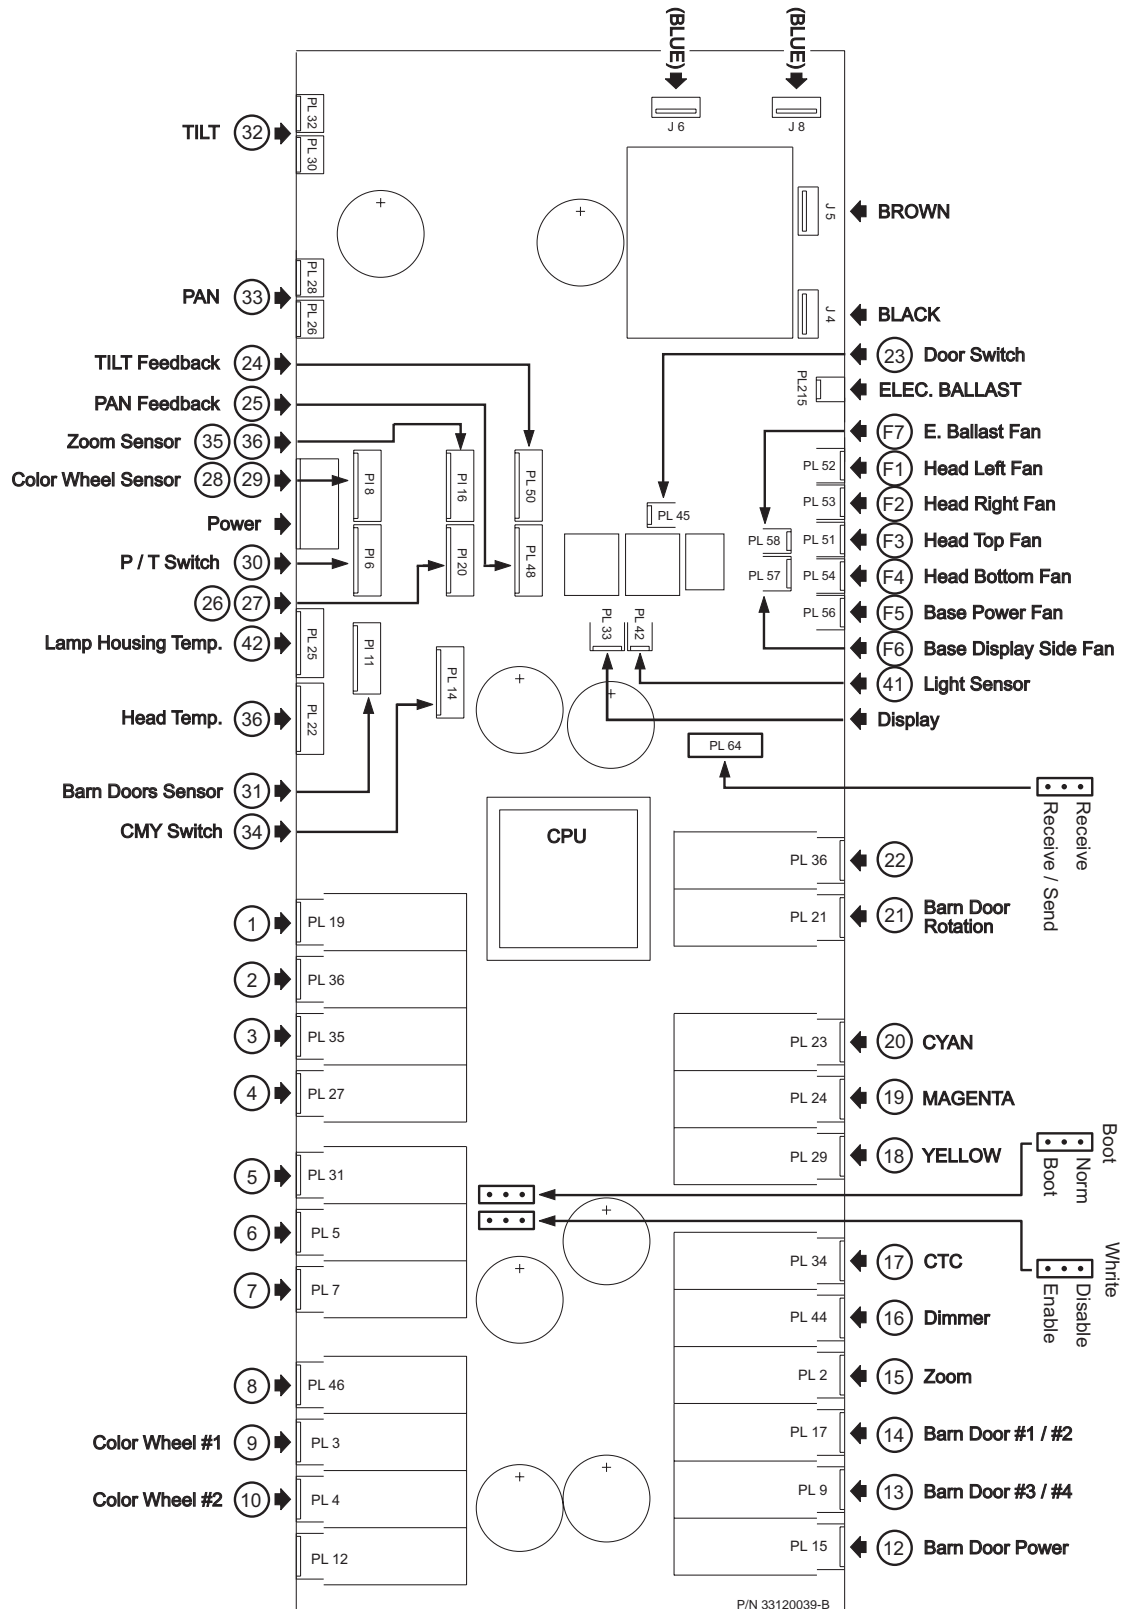 (BLUE)
(BLUE)
J 6
J 8
TILT 32
PL 32
PL 30
J 5
BROWN
PAN 33
PL 28
PL 26
J 4
BLACK
TILT Feedback 24
23 Door Switch
PAN Feedback 25
PL215
ELEC. BALLAST
Zoom Sensor 35 36
F7 E. Ballast Fan
Color Wheel Sensor 28 29
PI 8
PI 16
PL 50
PL 52
F1 Head Left Fan
Power
PL 45
PL 53
F2 Head Right Fan
P / T Switch 30
PI 6
PI 20
PL 48
PL 58
PL 51
F3 Head Top Fan
26 27
PL 57
PL 54
F4 Head Bottom Fan
PL 56
F5 Base Power Fan
Lamp Housing Temp. 42
PL 25
PI 11
PL 33
PL 42
F6 Base Display Side Fan
PL 14
41 Light Sensor
Head Temp. 36
PL 22
Display
PL 64
Barn Doors Sensor 31
Receive
Receive / Send
CMY Switch 34
CPU
PL 36
22
1
PL 19
PL 21
21 Barn Door
Rotation
2
PL 36
3
PL 35
PL 23
20 CYAN
4
PL 27
PL 24
19 MAGENTA
5
PL 31
PL 29
18 YELLOW
Boot
Norm
Boot
6
PL 5
PL 34
17 CTC
Whrite
Disable
Enable
7
PL 7
PL 44
16 Dimmer
8
PL 46
PL 2
15 Zoom
Color Wheel #1 9
PL 3
PL 17
14 Barn Door #1 / #2
Color Wheel #2 10
PL 4
PL 9
13 Barn Door #3 / #4
PL 12
PL 15
12 Barn Door Power
P/N 33120039-B